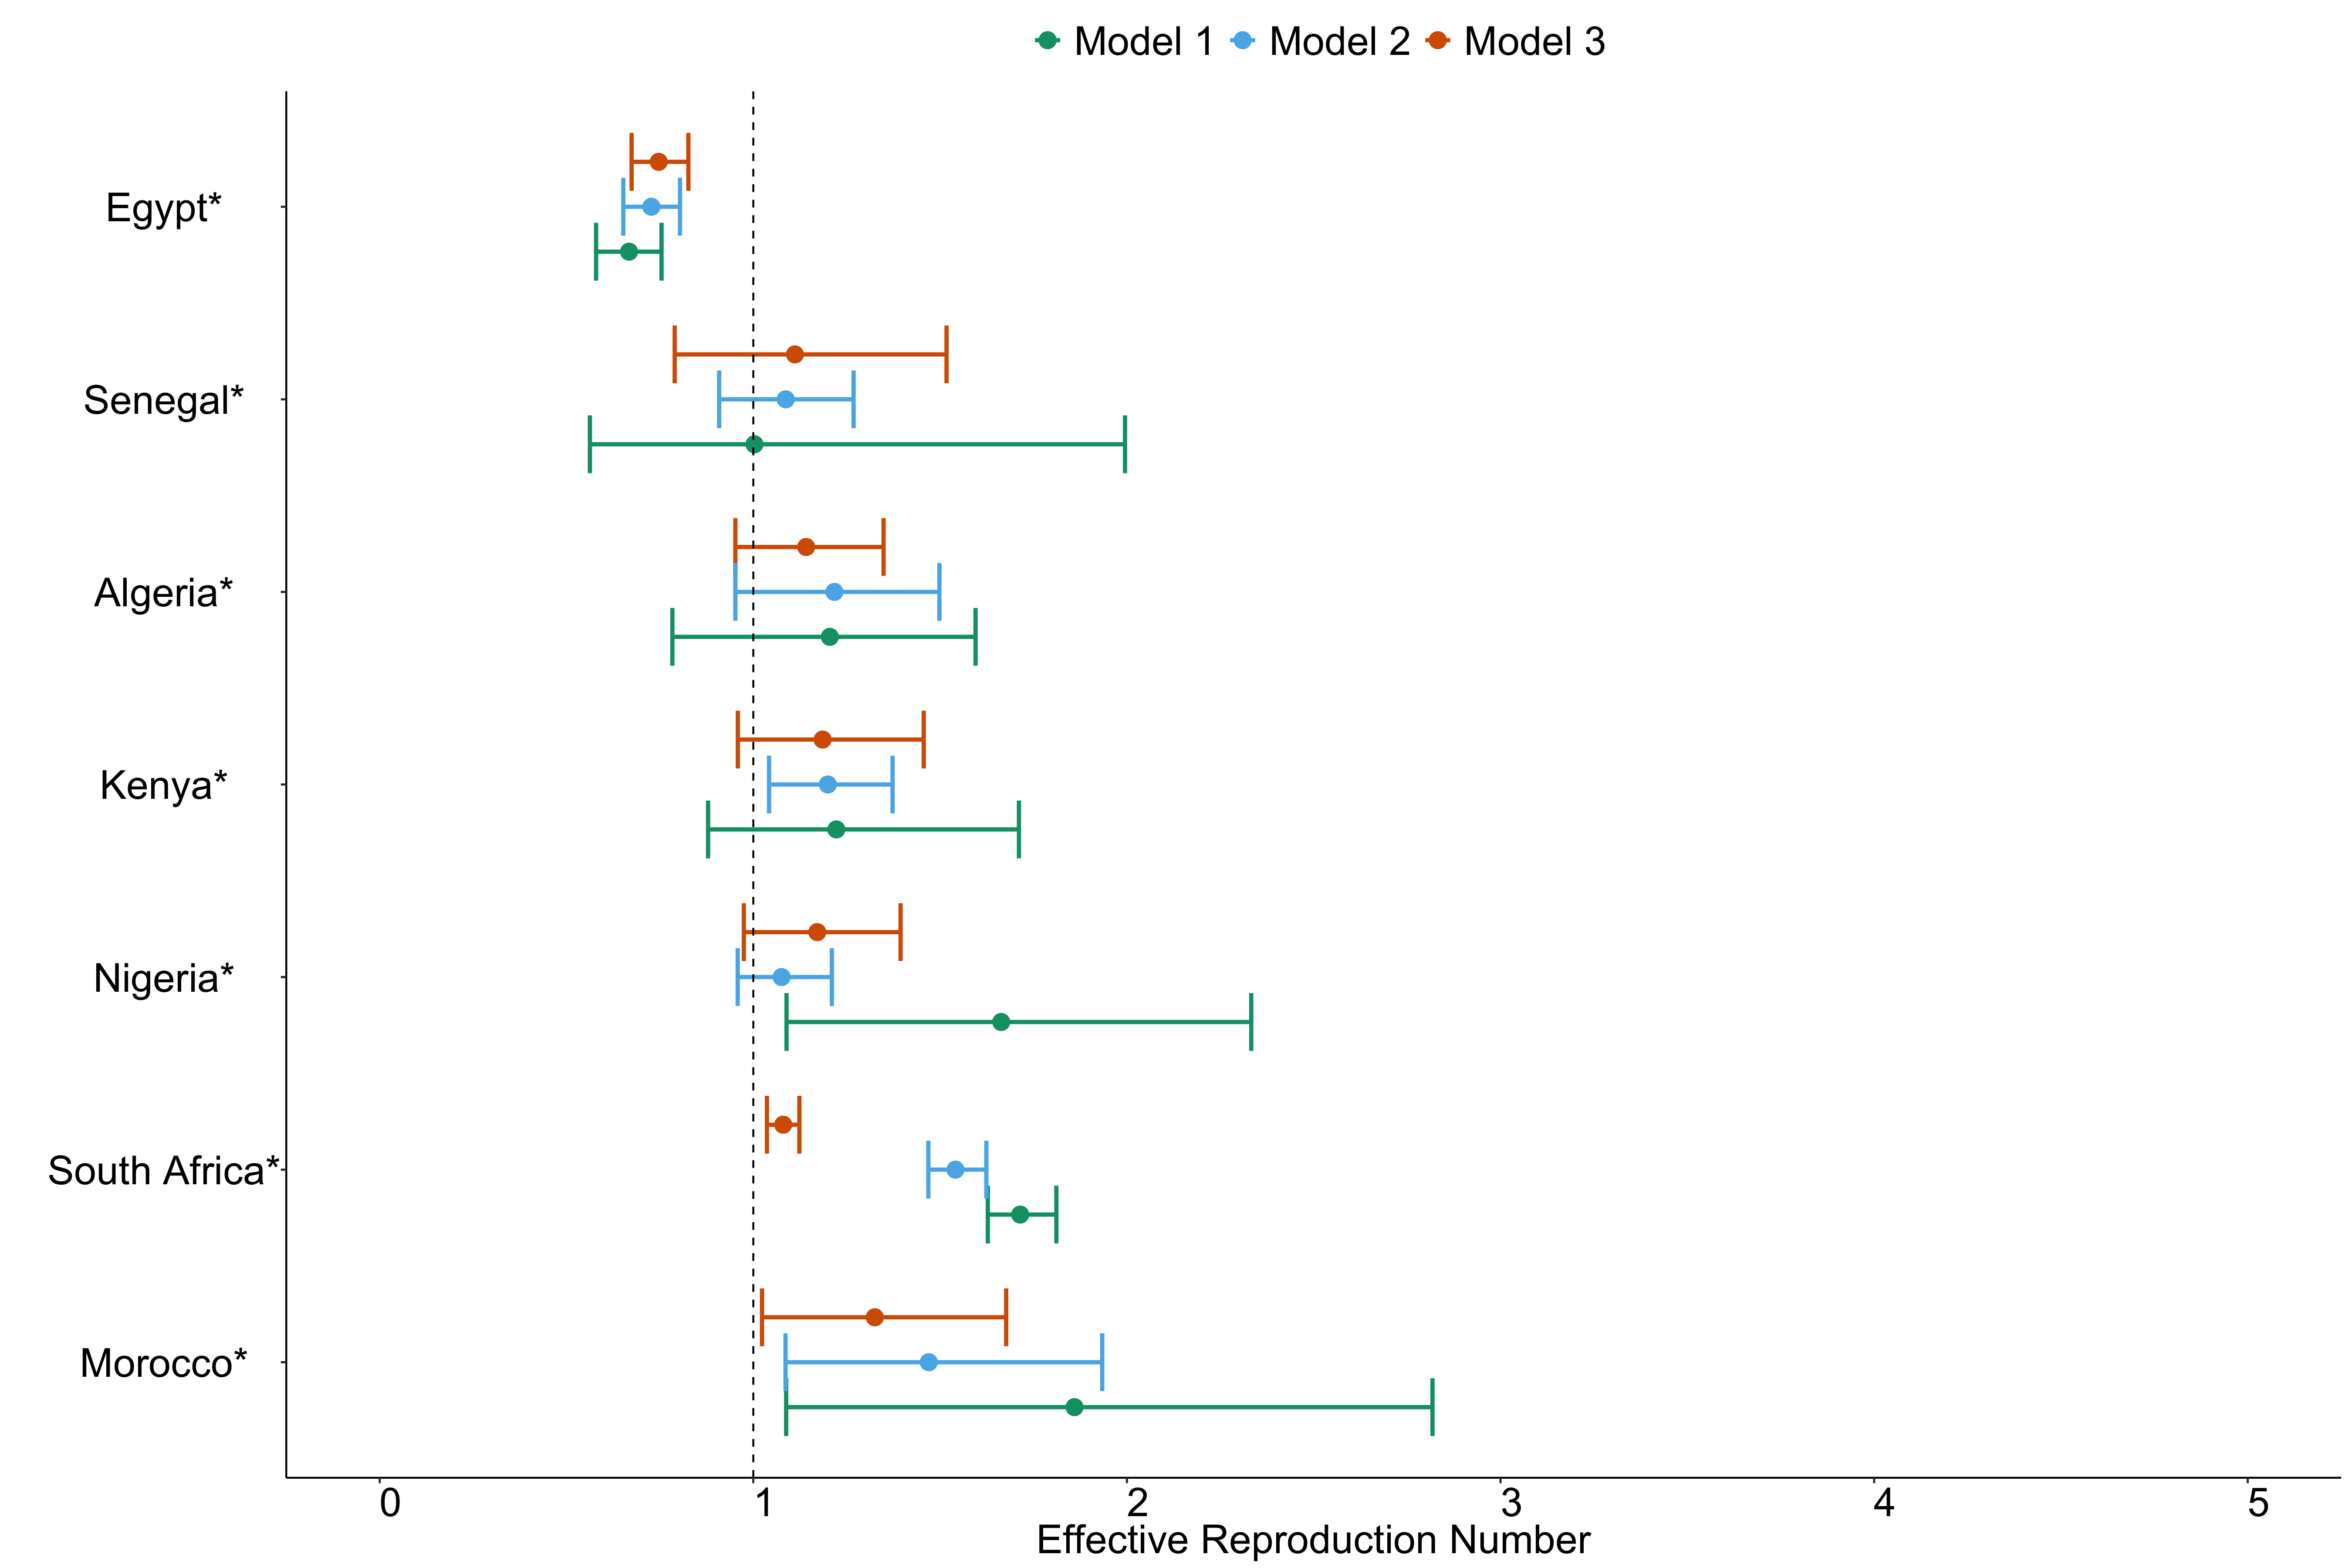 Model 1 Model 2 Model 3
Egypt*
Senegal*
Algeria*
Kenya*
Nigeria*
South Africa*
Morocco*
0 1 2 3 4 5
Effective Reproduction Number